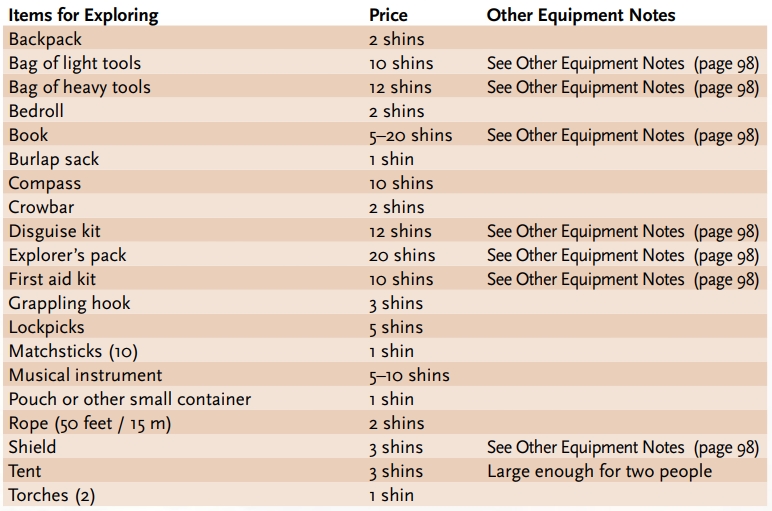 Items for Exploring Price Other Equipment Notes
Backpack 2 shins
Bag of light tools 10 shins See Other Equipment Notes (page 98)
Bag of heavy tools 12 shins See Other Equipment Notes (page 98)
Bedroll 2 shins
Book 5–20 shins See Other Equipment Notes (page 98)
Burlap sack 1 shin
Compass 10 shins
Crowbar 2 shins
Disguise kit 12 shins See Other Equipment Notes (page 98)
Explorer’s pack 20 shins See Other Equipment Notes (page 98)
First aid kit 10 shins See Other Equipment Notes (page 98)
Grappling hook 3 shins
Lockpicks 5 shins
Matchsticks (10) 1 shin
Musical instrument 5–10 shins
Pouch or other small container 1 shin
Rope (50 feet / 15 m) 2 shins
Shield 3 shins See Other Equipment Notes (page 98)
Tent 3 shins Large enough for two people
Torches (2) 1 shin